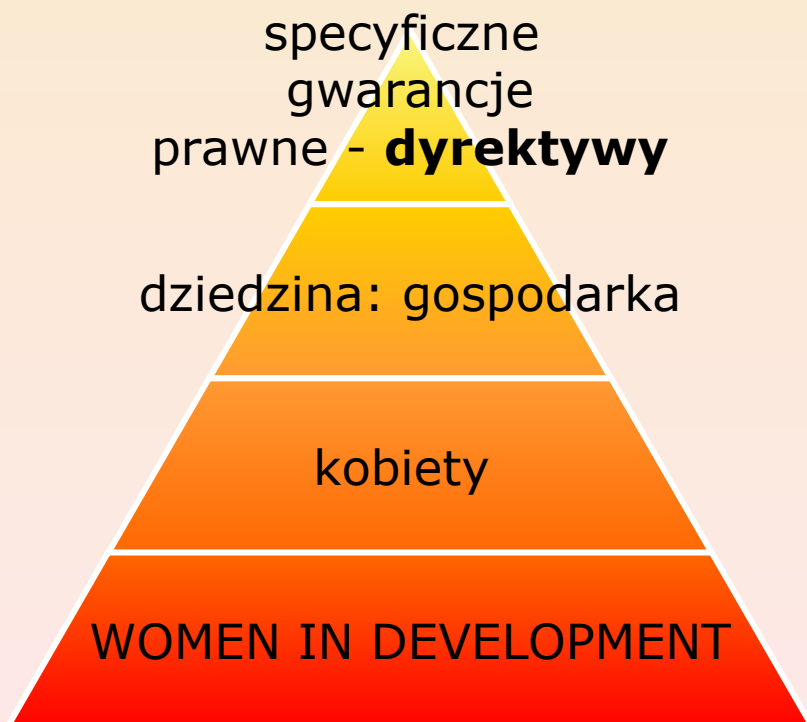 specyficzne
gwarancje
prawne - dyrektywy
dziedzina: gospodarka
kobiety
WOMEN IN DEVELOPMENT